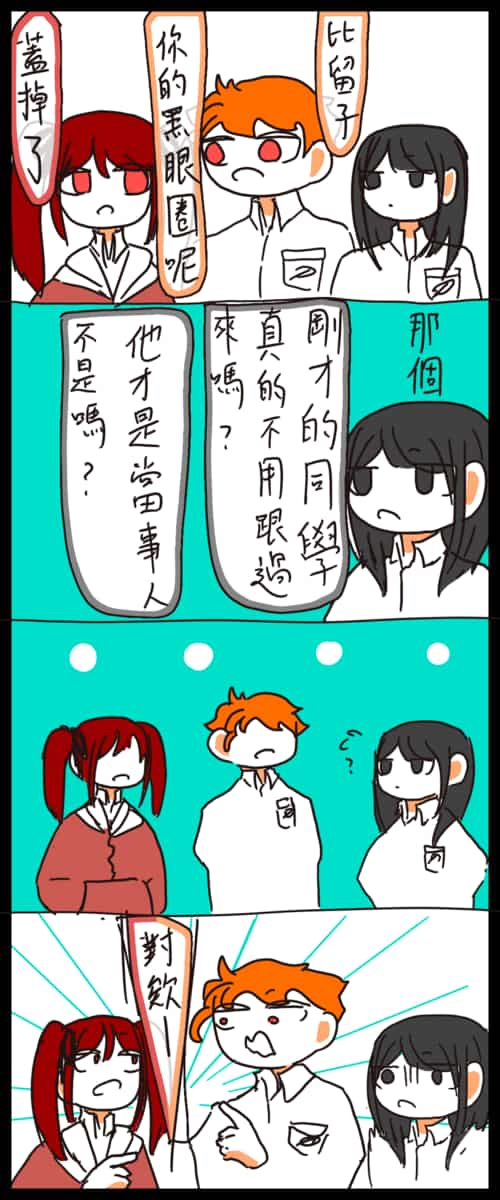 比留子
你的黑眼圈呢
蓋掉了
那個
剛才的同學
真的不用跟過
來嗎?
他才是當事人
不是嗎?
?
對欸